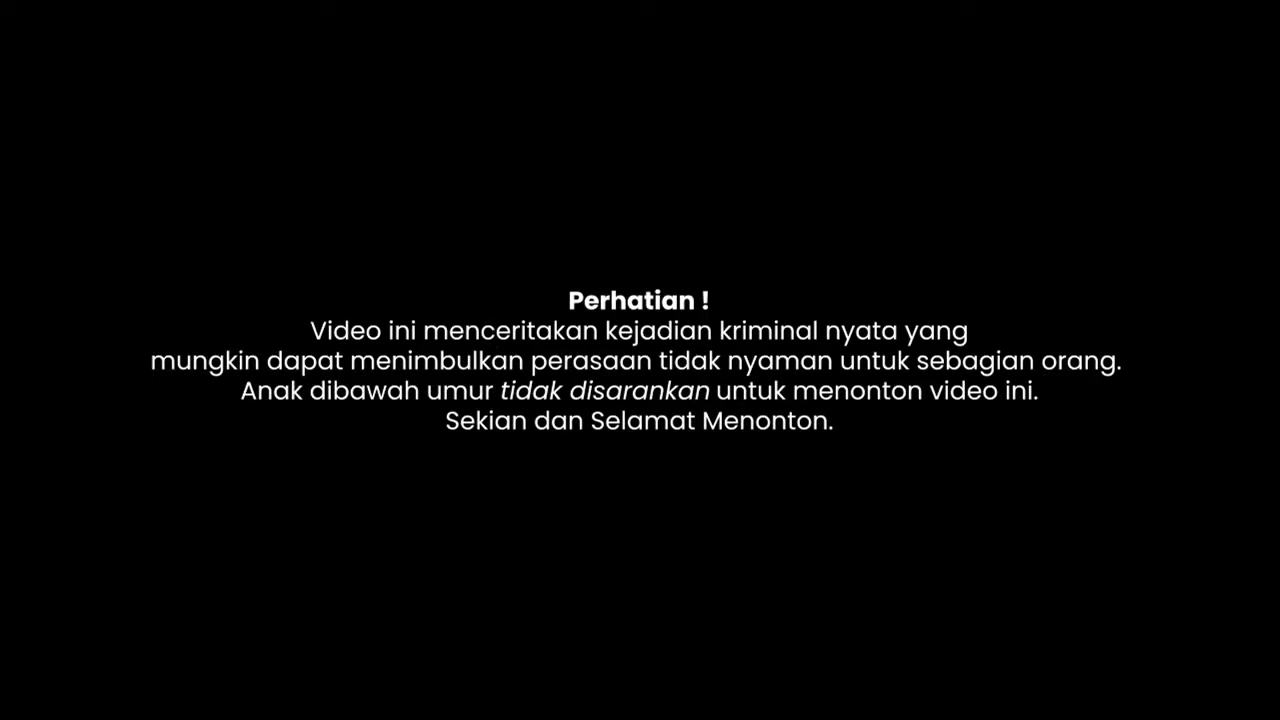 Perhatian !
Video ini menceritakan kejadian kriminal nyata yang
mungkin dapat menimbulkan perasaan tidak nyaman untuk sebagian orang.
Anak dibawah umur tidak disarankan untuk menonton video ini.
Sekian dan Selamat Menonton.